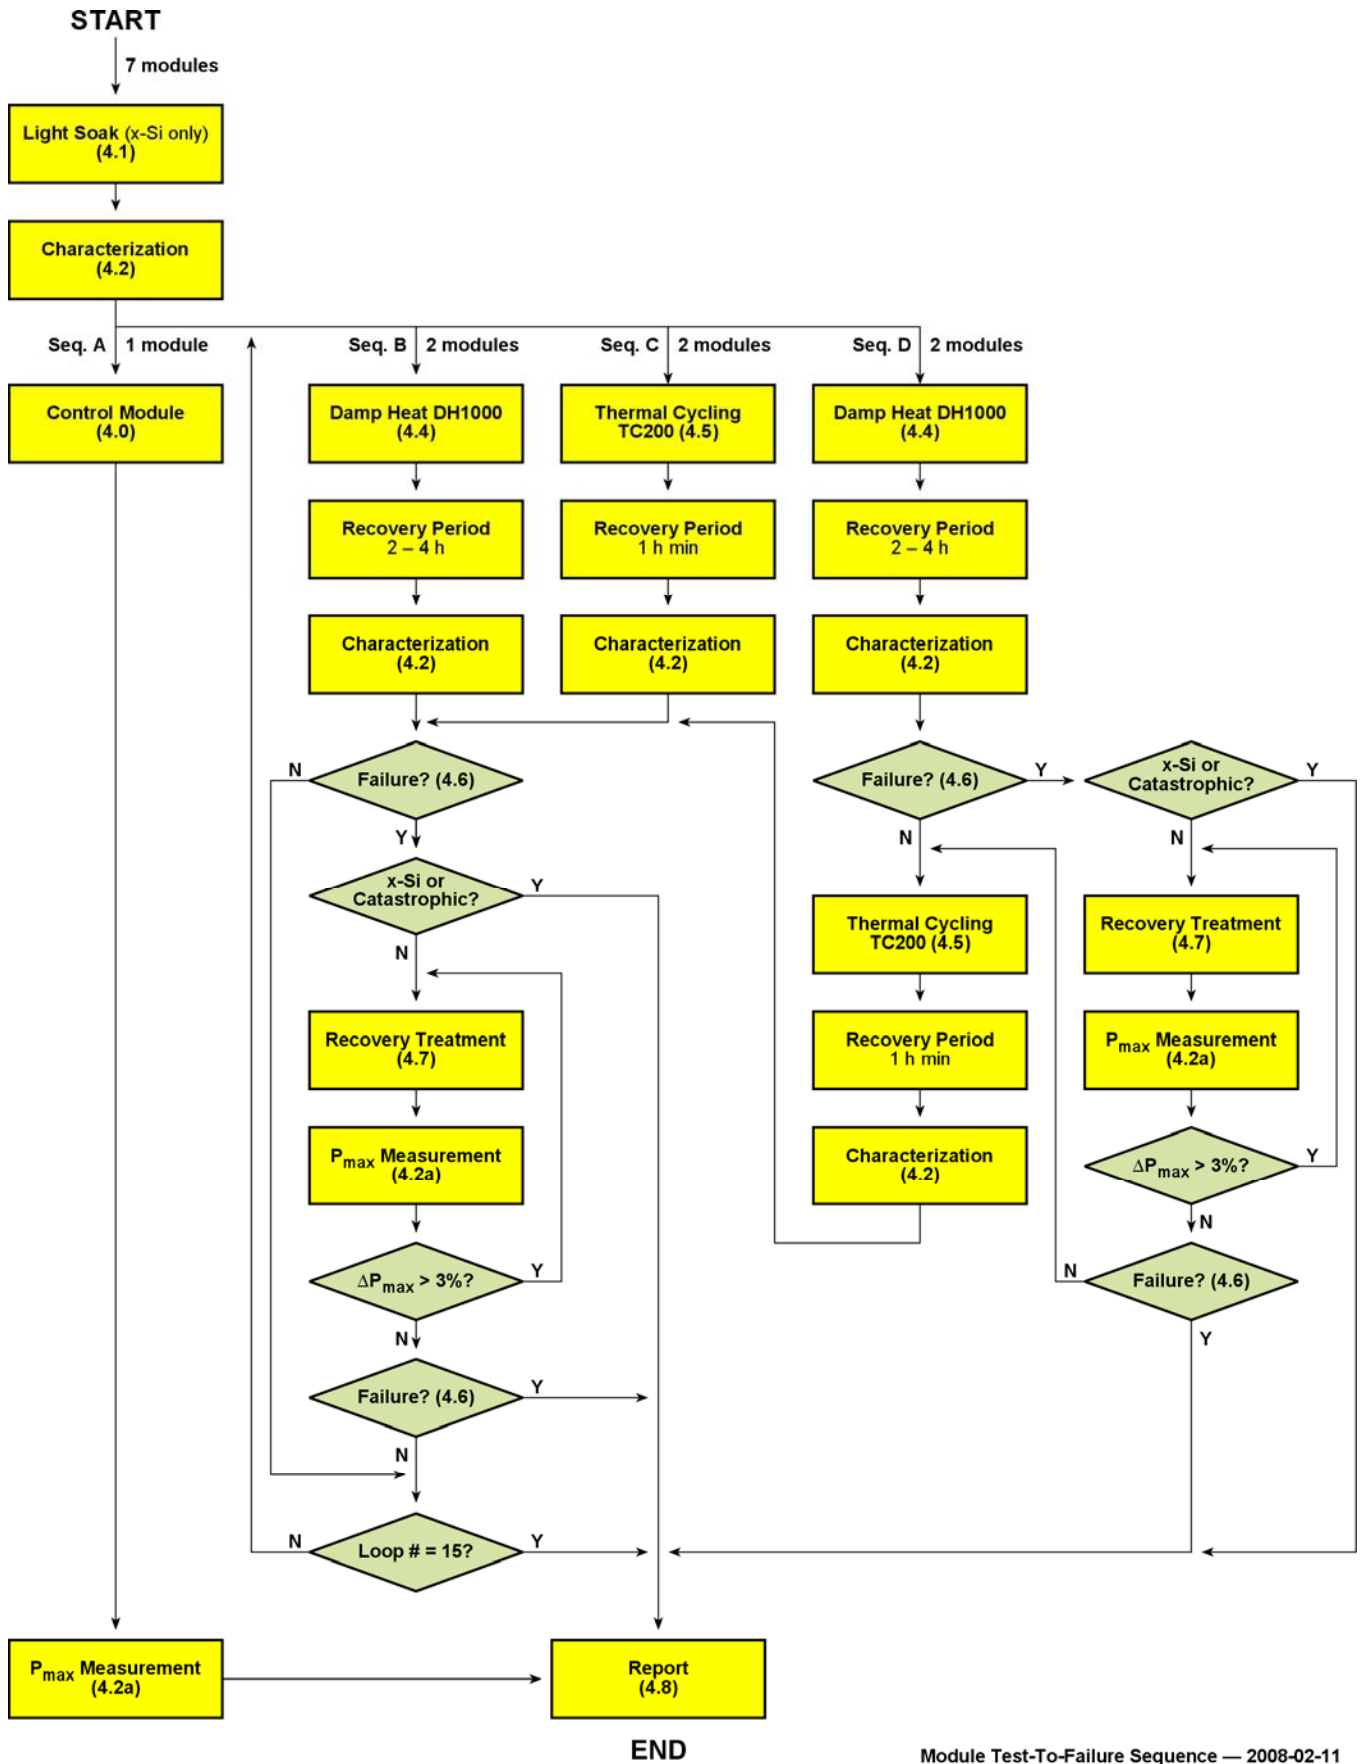 START
7 modules
Light Soak (x-Si only)
(4.1)
Characterization
(4.2)
Seq. A 1 module
Seq. B 2 modules
Seq. C 2 modules
Seq. D 2 modules
Control Module
(4.0)
Damp Heat DH1000
(4.4)
Thermal Cycling
TC200 (4.5)
Damp Heat DH1000
(4.4)
Recovery Period
2 – 4 h
Recovery Period
1 h min
Recovery Period
2 – 4 h
Characterization
(4.2)
Characterization
(4.2)
Characterization
(4.2)
N
Failure? (4.6)
Y
Failure? (4.6)
Y
N
x-Si or
Catastrophic?
Y
N
x-Si or
Catastrophic?
Y
N
Thermal Cycling
TC200 (4.5)
Recovery Treatment
(4.7)
Recovery Treatment
(4.7)
Recovery Period
1 h min
Pmax Measurement
(4.2a)
Pmax Measurement
(4.2a)
Characterization
(4.2)
ΔPmax > 3%?
Y
N
ΔPmax > 3%?
Y
N
N
Failure? (4.6)
Y
Failure? (4.6)
Y
N
N
Loop # = 15?
Y
Pmax Measurement
(4.2a)
Report
(4.8)
END
Module Test-To-Failure Sequence — 2008-02-11